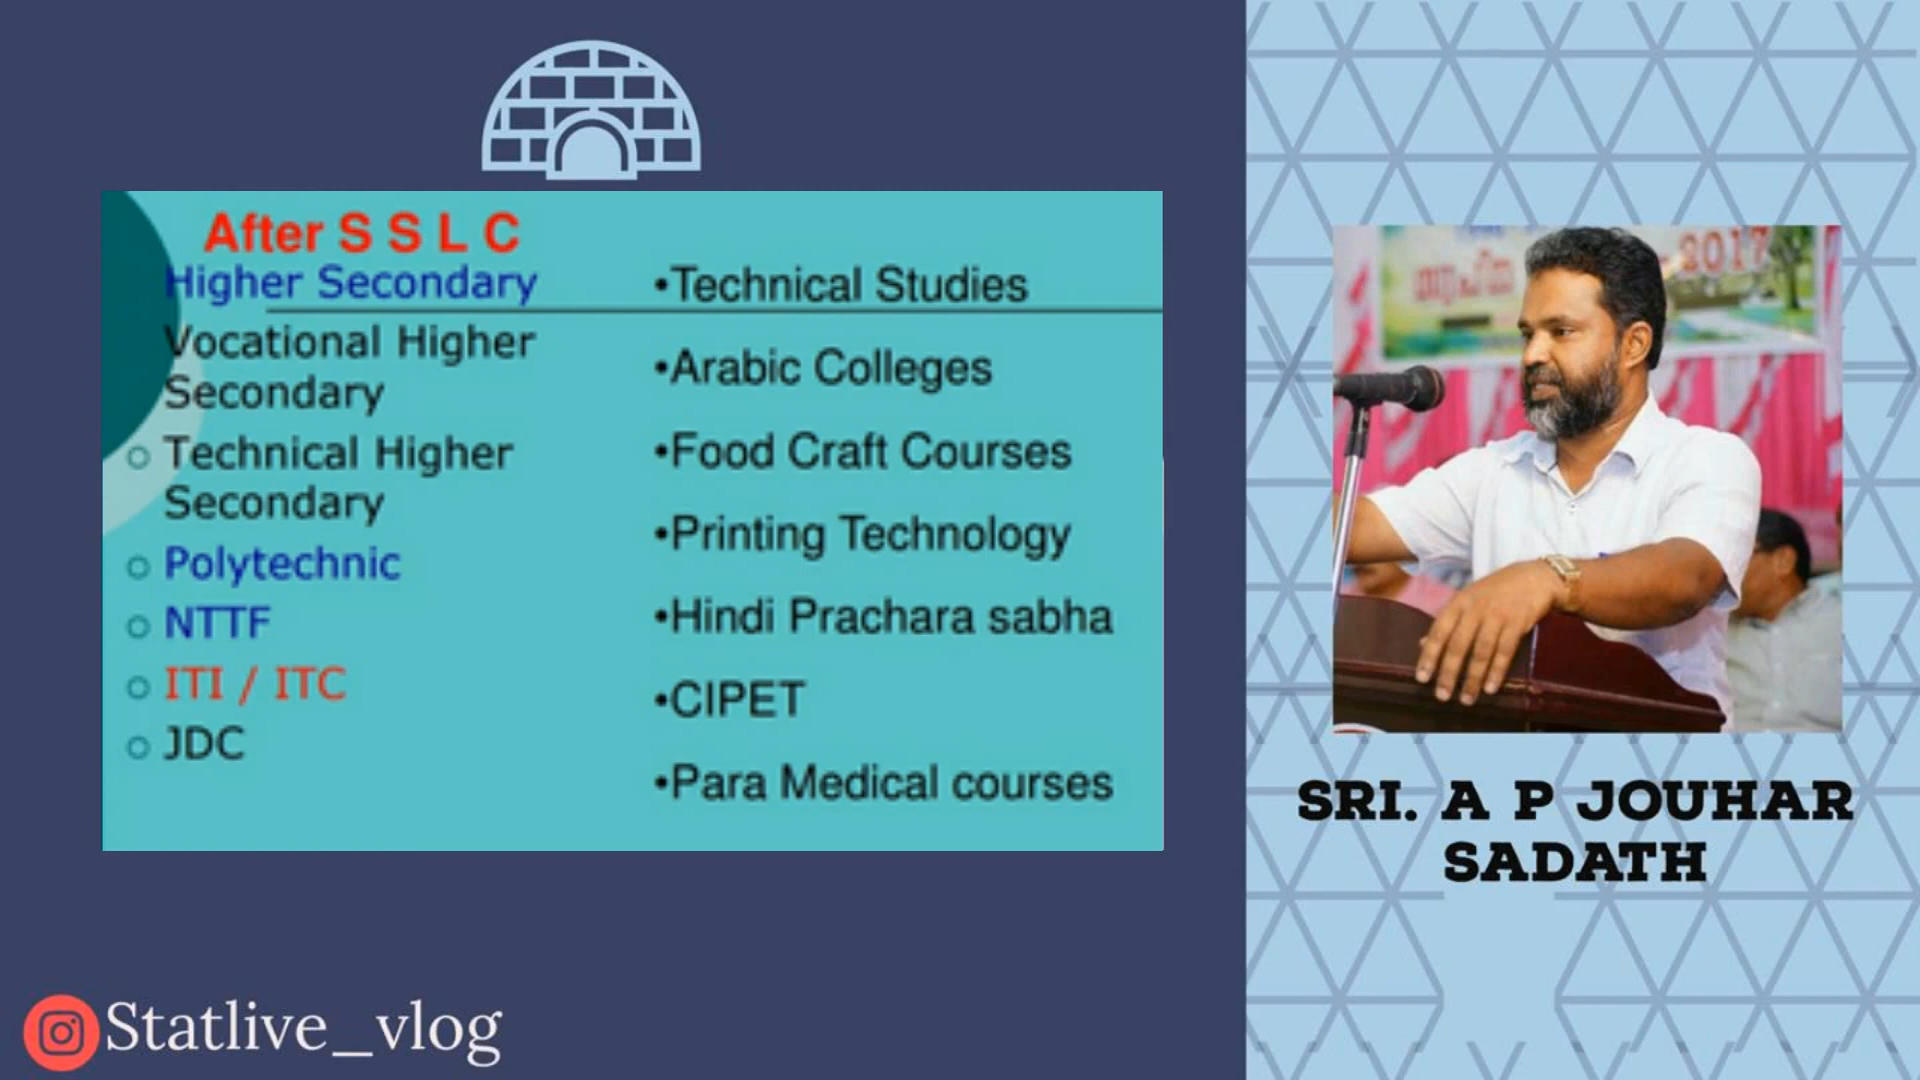 After S S L C
Higher Secondary
Vocational Higher
Secondary
Technical Higher
Secondary
Polytechnic
NTTF
ITI / ITC
JDC
•Technical Studies
•Arabic Colleges
•Food Craft Courses
•Printing Technology
•Hindi Prachara sabha
•CIPET
•Para Medical courses
2017
SRI. A P JOUHAR
SADATH
Statlive_vlog